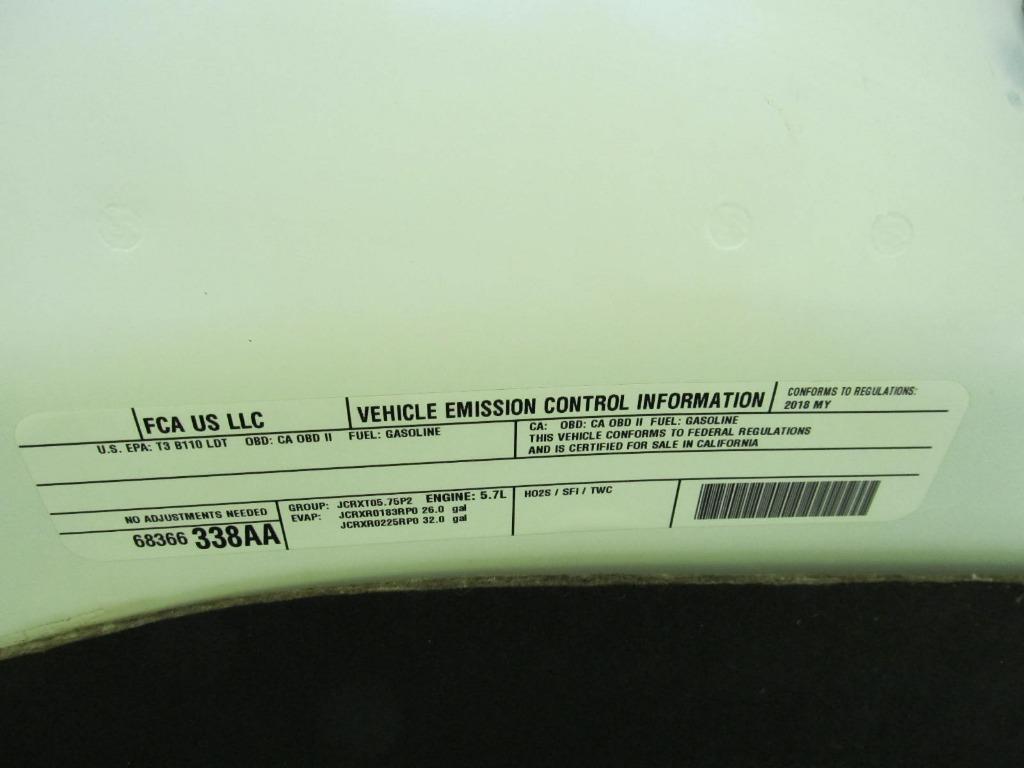 FCA US LLC
VEHICLE EMISSION CONTROL INFORMATION
CONFORMS TO REGULATIONS:
2018 MY
U.S. EPA: T3 B110 LDT OBD: CA OBD II FUEL: GASOLINE
CA: OBD: CA OBD II FUEL: GASOLINE
THIS VEHICLE CONFORMS TO FEDERAL REGULATIONS
AND IS CERTIFIED FOR SALE IN CALIFORNIA
NO ADJUSTMENTS NEEDED
68366 338AA
GROUP: JCRXT05.75P2 ENGINE: 5.7L
EVAP: JCRXR0183RP0 26.0 gal
JCRXR0225RP0 32.0 gal
HO2S / SFI / TWC